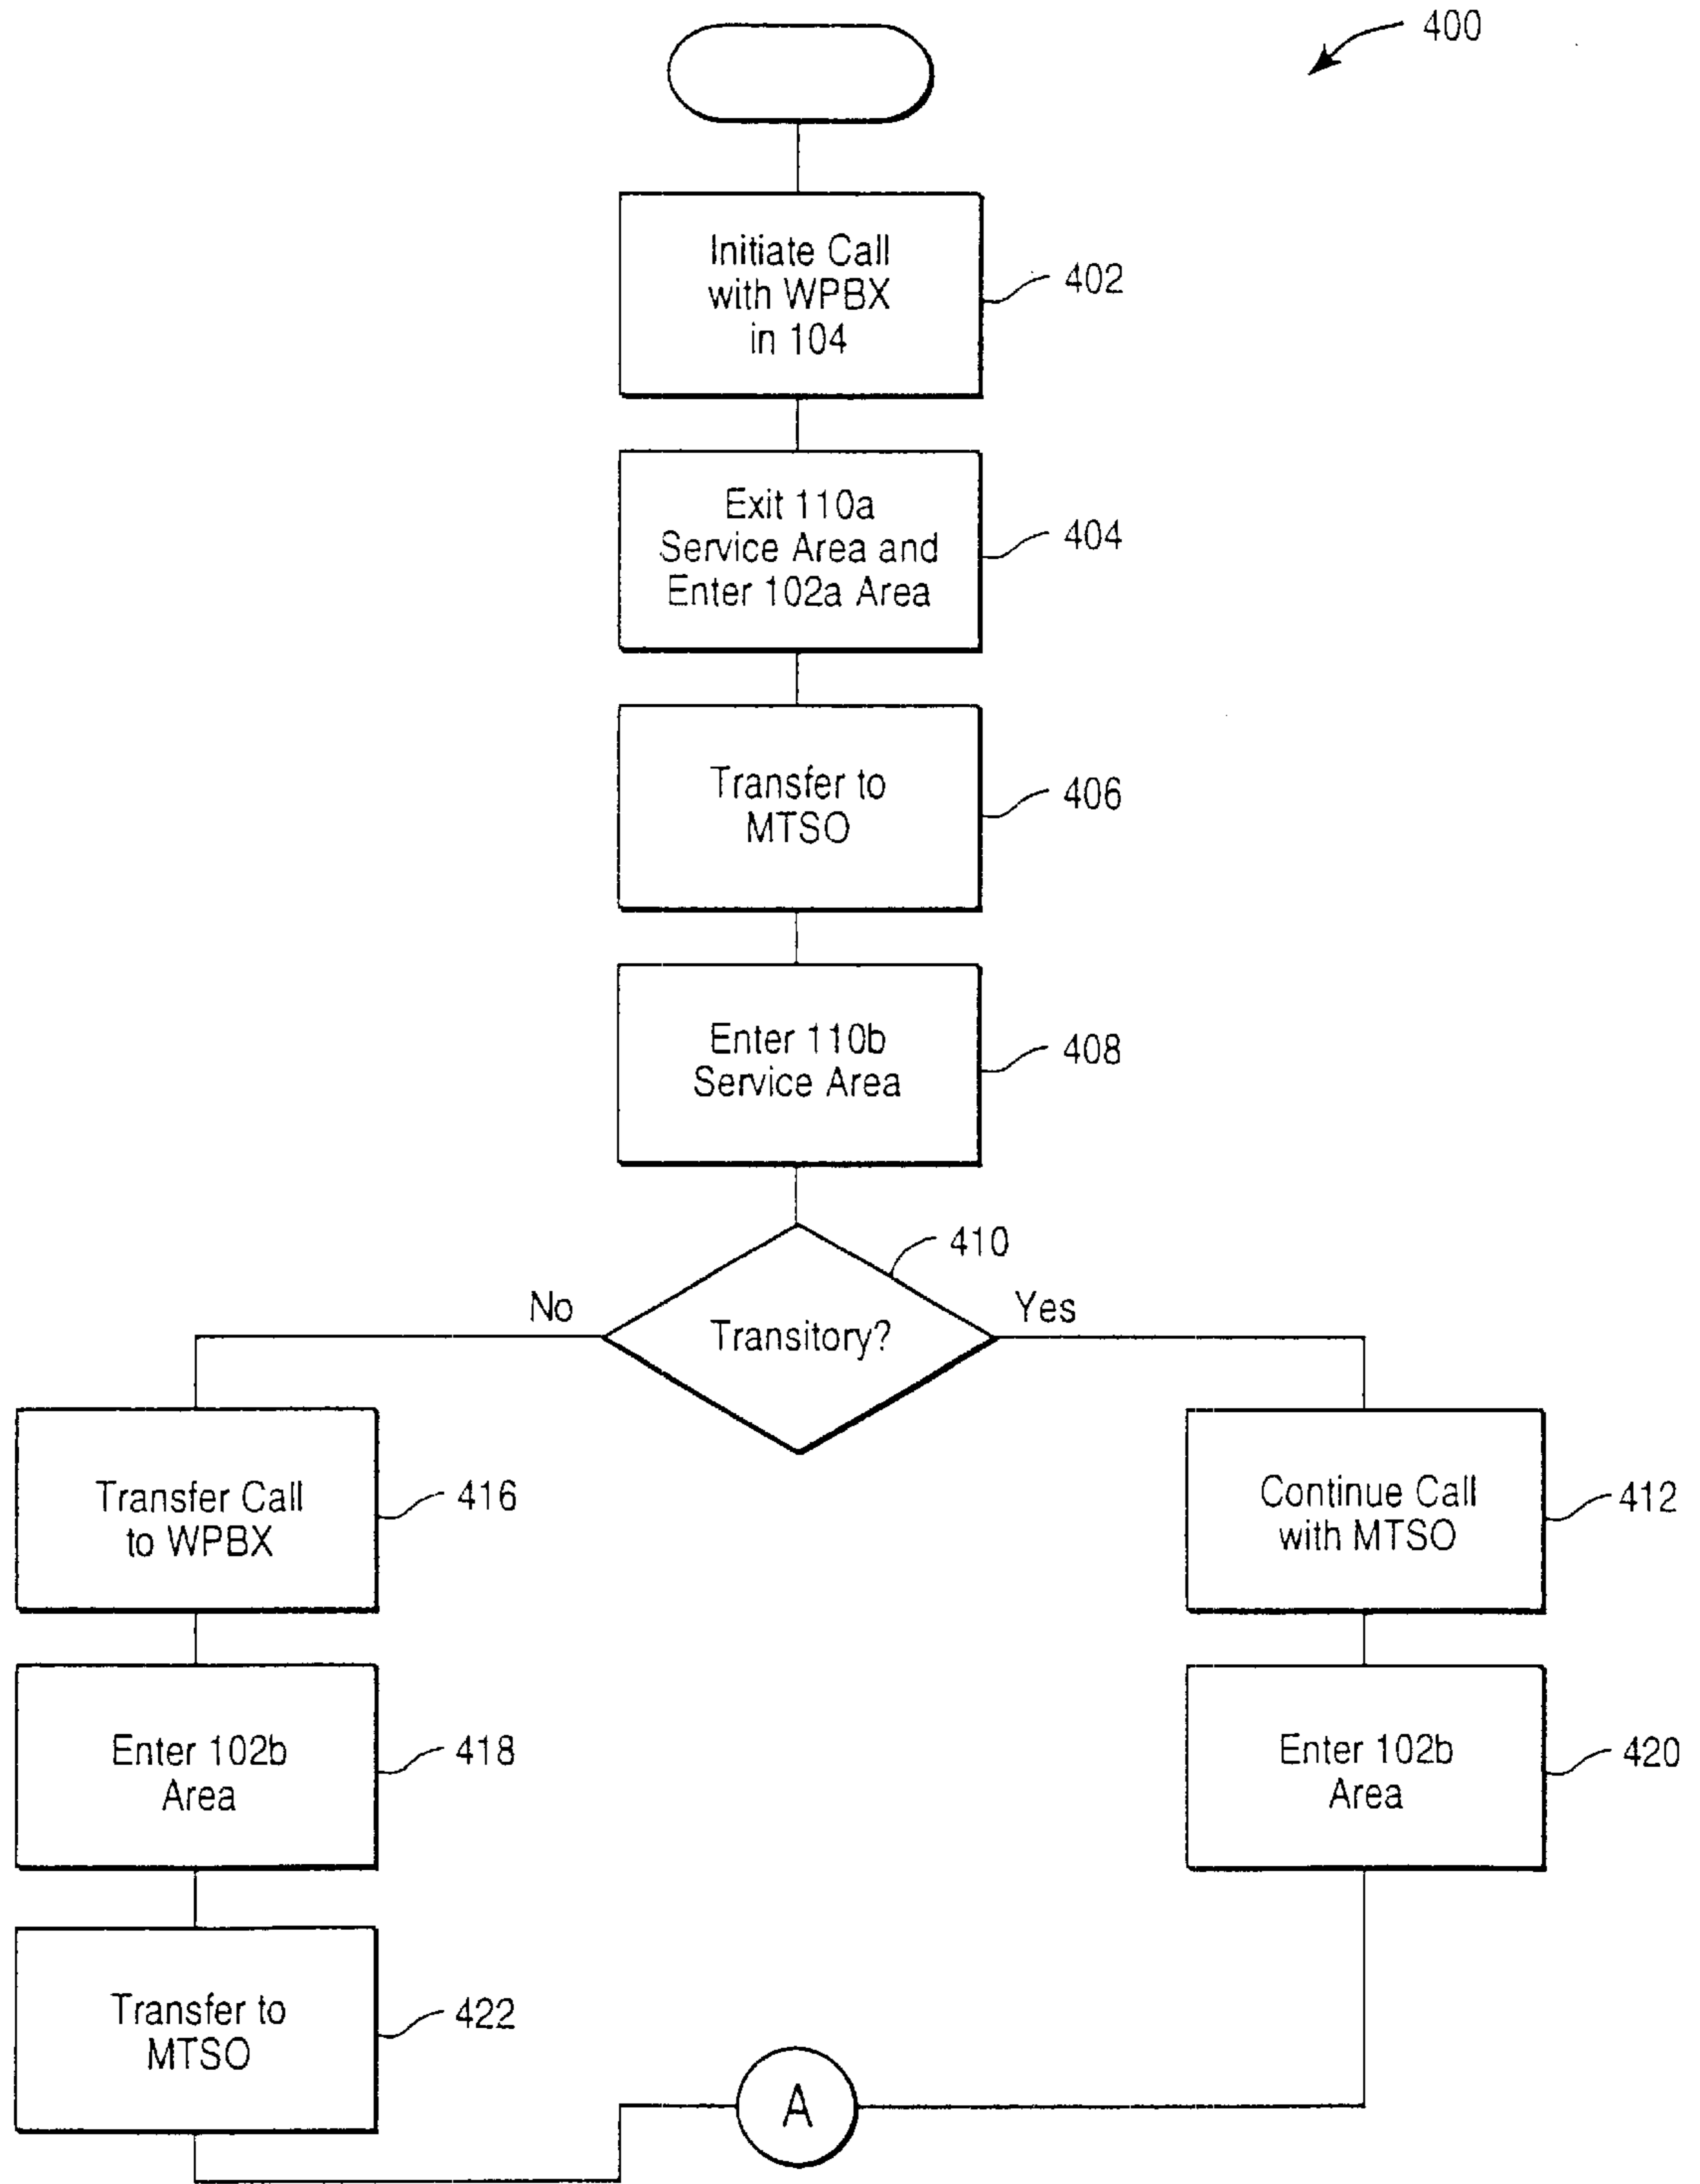 400
Initiate Call
with WPBX
in 104
402
Exit 110a
Service Area and
Enter 102a Area
404
Transfer to
MTSO
406
Enter 110b
Service Area
408
410
No
Yes
Transitory?
Transfer Call
to WPBX
416
Continue Call
with MTSO
412
Enter 102b
Area
418
Enter 102b
Area
420
Transfer to
MTSO
422
A